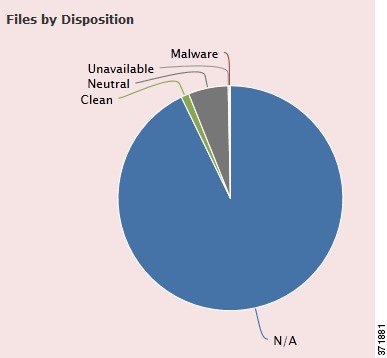 Files by Disposition
Malware
Unavailable
Neutral
Clean
N/A
371881